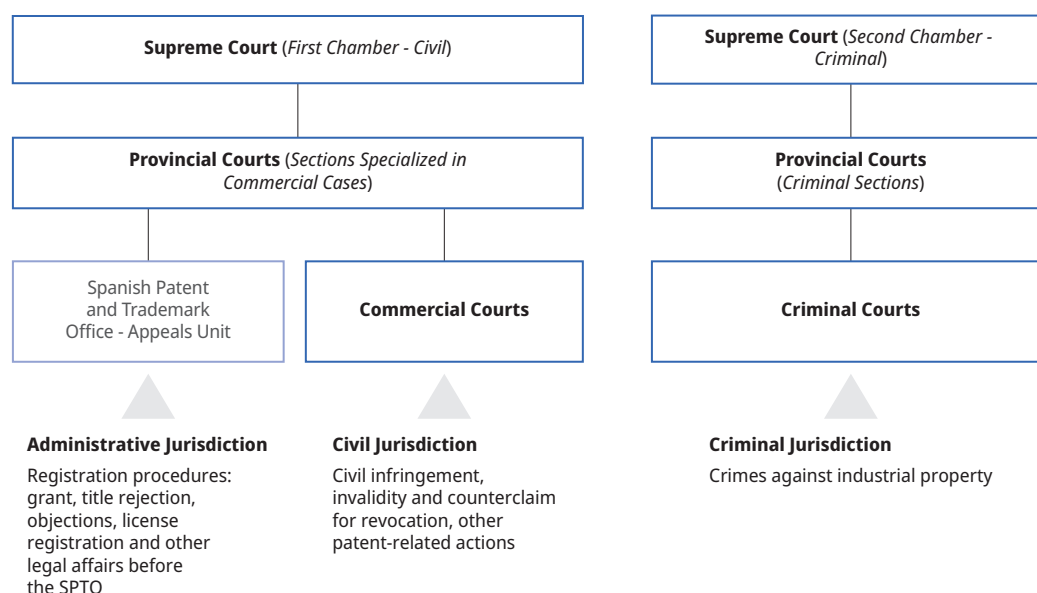 Supreme Court (First Chamber - Civil)
Supreme Court (Second Chamber -
Criminal)
Provincial Courts (Sections Specialized in
Commercial Cases)
Provincial Courts
(Criminal Sections)
Spanish Patent
and Trademark
Office - Appeals Unit
Commercial Courts
Criminal Courts
Administrative Jurisdiction
Registration procedures:
grant, title rejection,
objections, license
registration and other
legal affairs before
the SPTO
Civil Jurisdiction
Civil infringement,
invalidity and counterclaim
for revocation, other
patent-related actions
Criminal Jurisdiction
Crimes against industrial property